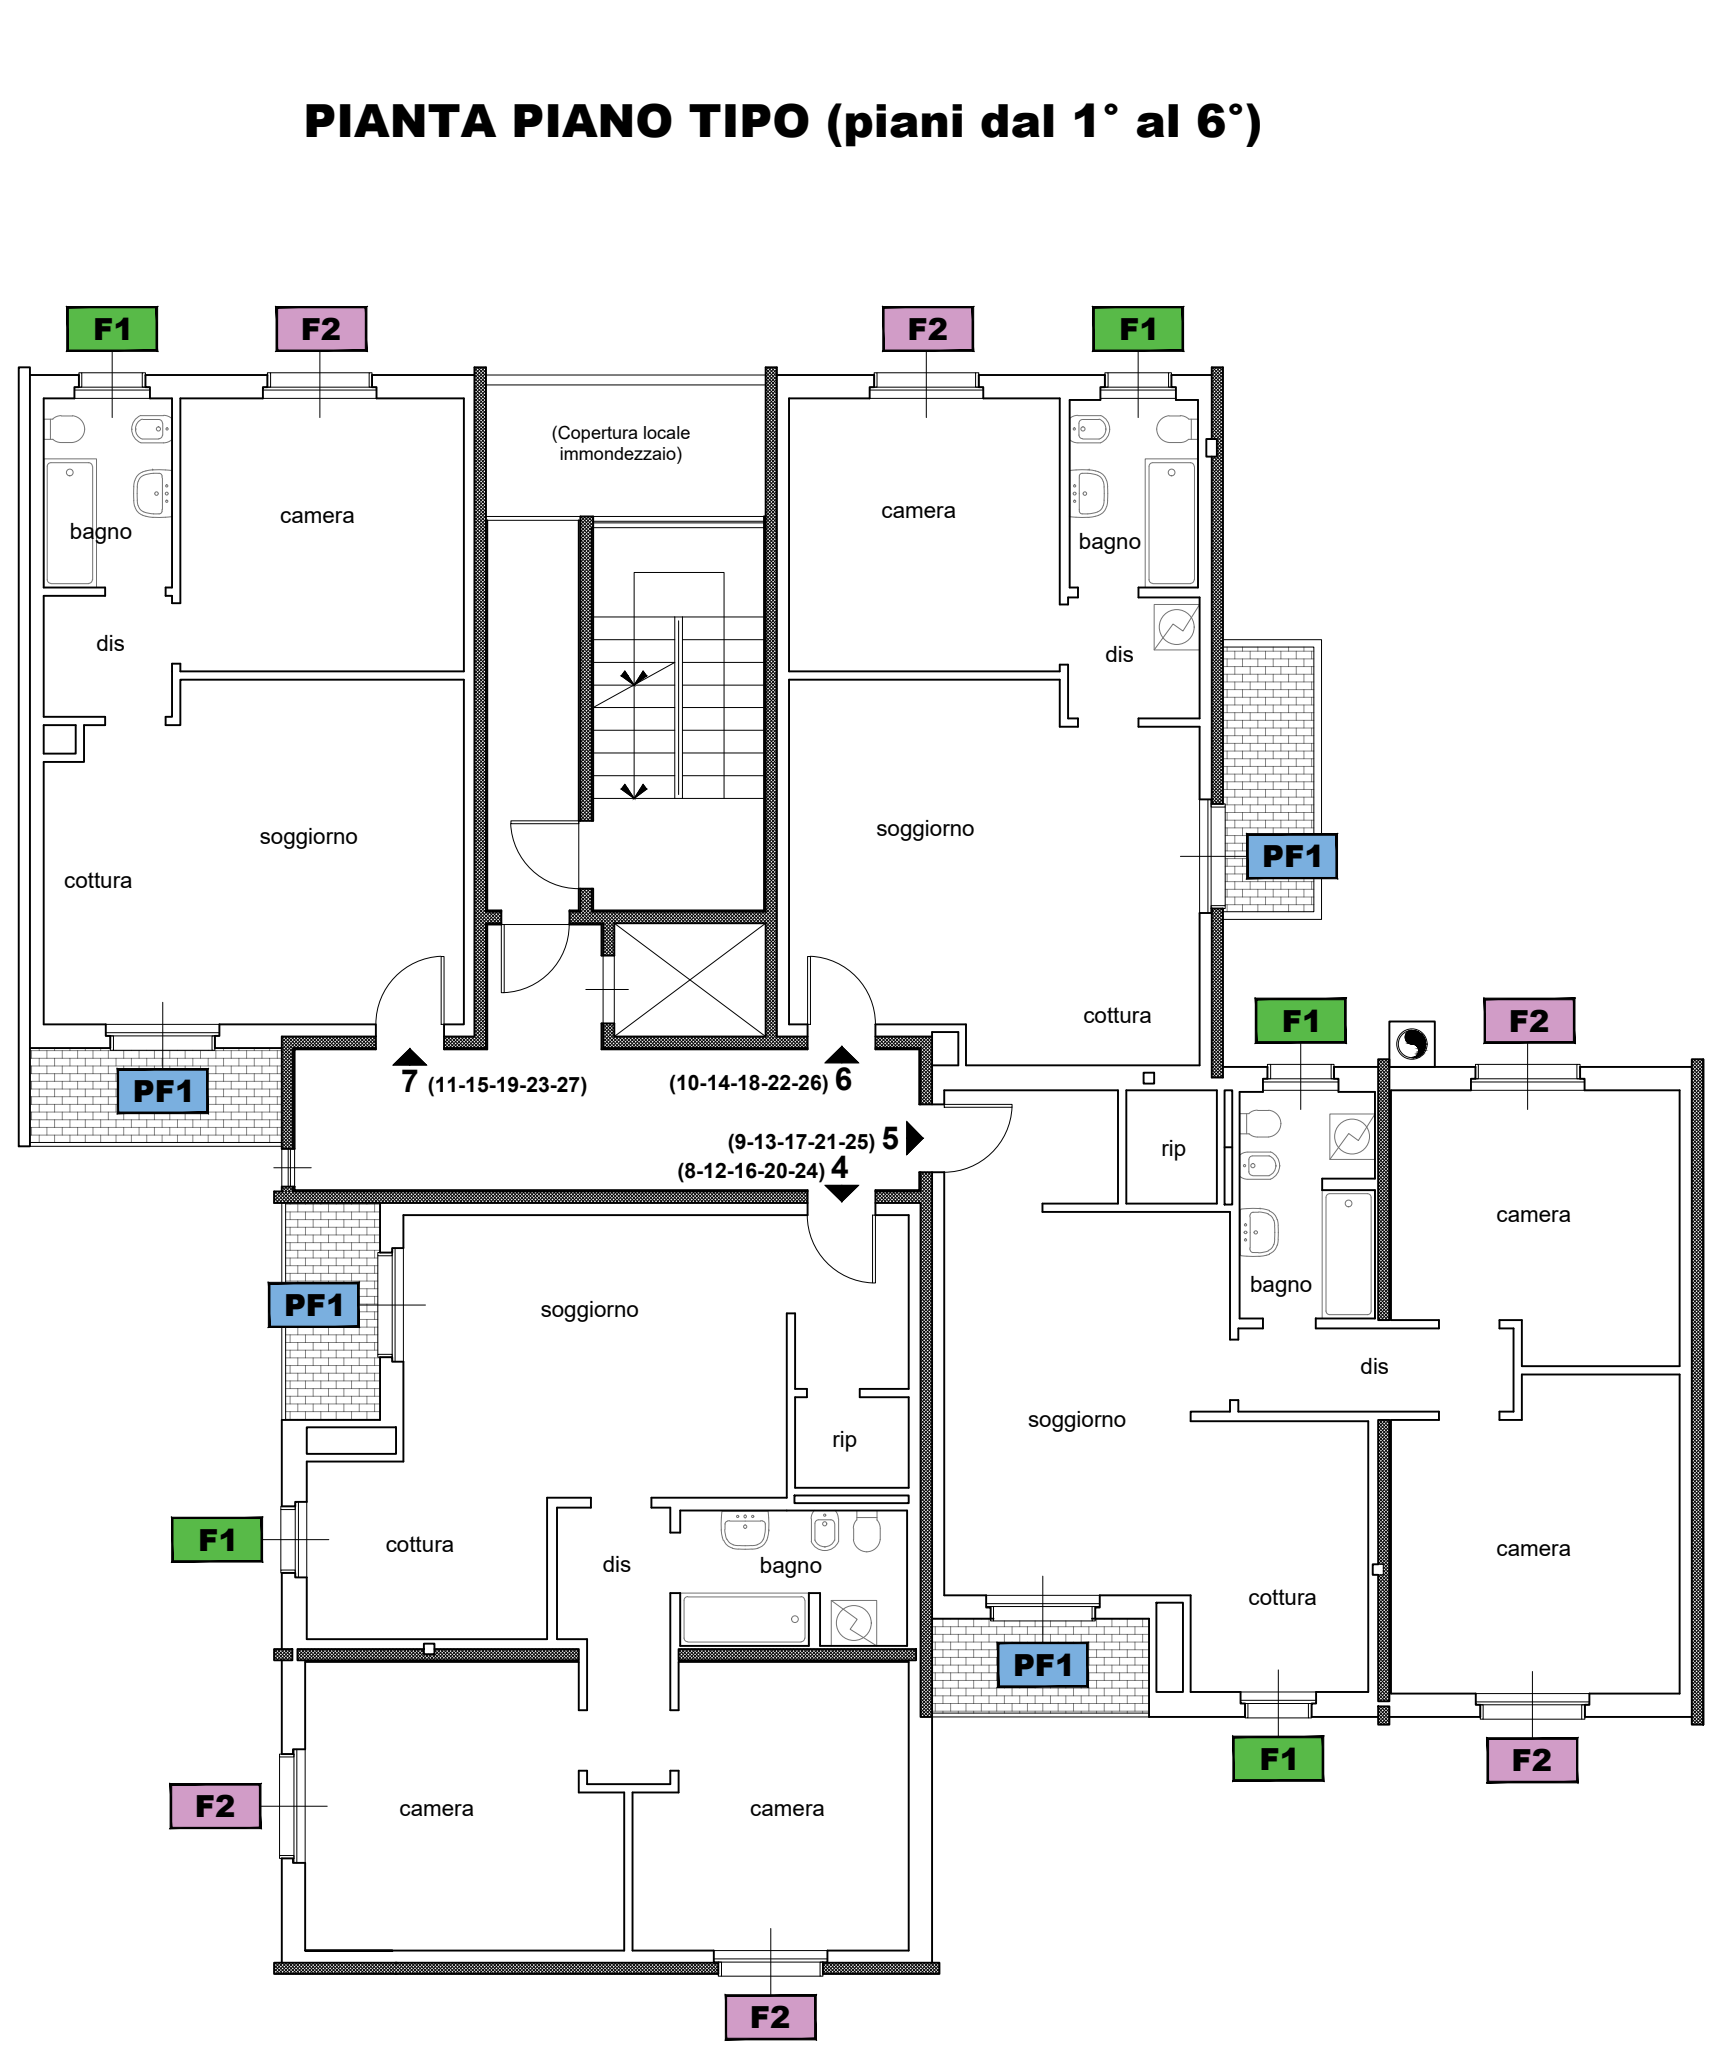 PIANTA PIANO TIPO (piani dal 1° al 6°)
F1
F2
F2
F1
(Copertura locale
immondezzaio)
camera
camera
bagno
bagno
dis
dis
soggiorno
soggiorno
PF1
cottura
cottura
F1
F2
PF1
7 (11-15-19-23-27)
(10-14-18-22-26) 6
(9-13-17-21-25) 5
(8-12-16-20-24) 4
rip
camera
bagno
PF1
soggiorno
dis
soggiorno
rip
F1
cottura
dis
bagno
camera
cottura
PF1
F1
F2
F2
camera
camera
F2